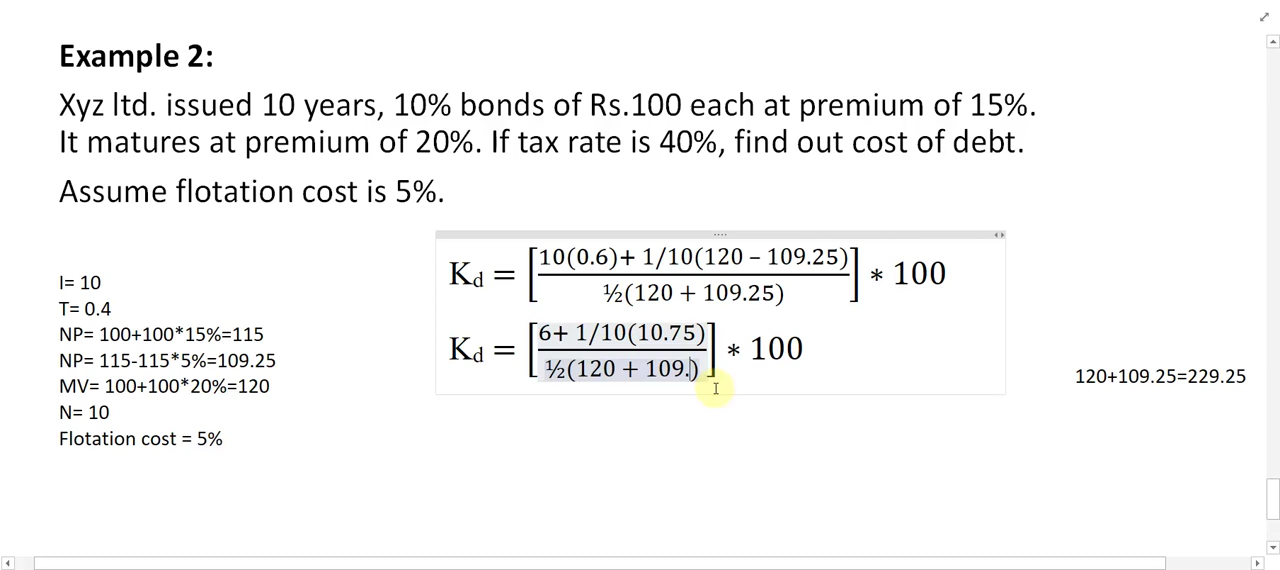 Example 2:
Xyz ltd. issued 10 years, 10% bonds of Rs.100 each at premium of 15%.
It matures at premium of 20%. If tax rate is 40%, find out cost of debt.
Assume flotation cost is 5%.
I= 10
T= 0.4
NP= 100+100*15%=115
NP= 115-115*5%=109.25
MV= 100+100*20%=120
N= 10
Flotation cost = 5%
Kd = [10(0.6)+ 1/10(120 – 109.25) / ½(120 + 109.25)] * 100
Kd = [6+ 1/10(10.75) / ½(120 + 109.)] * 100
120+109.25=229.25